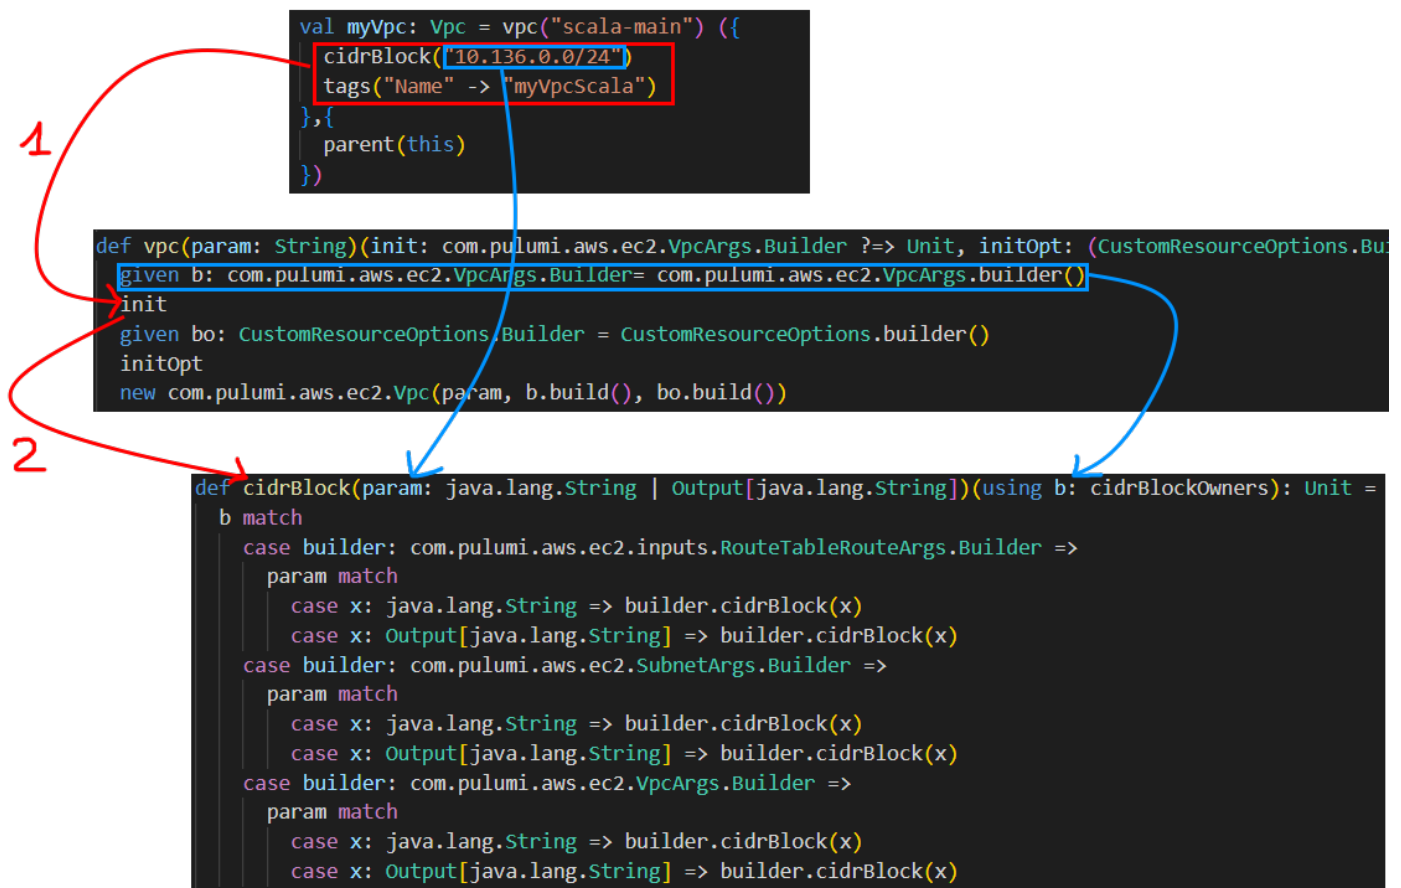 val myVpc: Vpc = vpc("scala-main") ({
cidrBlock("10.136.0.0/24")
tags("Name" -> "myVpcScala")
},{
parent(this)
})
1
def vpc(param: String)(init: com.pulumi.aws.ec2.VpcArgs.Builder ?=> Unit, initOpt: (CustomResourceOptions.Bui
given b: com.pulumi.aws.ec2.VpcArgs.Builder= com.pulumi.aws.ec2.VpcArgs.builder()
init
given bo: CustomResourceOptions.Builder = CustomResourceOptions.builder()
initOpt
new com.pulumi.aws.ec2.Vpc(param, b.build(), bo.build())
2
def cidrBlock(param: java.lang.String | Output[java.lang.String])(using b: cidrBlockOwners): Unit =
b match
case builder: com.pulumi.aws.ec2.inputs.RouteTableRouteArgs.Builder =>
param match
case x: java.lang.String => builder.cidrBlock(x)
case x: Output[java.lang.String] => builder.cidrBlock(x)
case builder: com.pulumi.aws.ec2.SubnetArgs.Builder =>
param match
case x: java.lang.String => builder.cidrBlock(x)
case x: Output[java.lang.String] => builder.cidrBlock(x)
case builder: com.pulumi.aws.ec2.VpcArgs.Builder =>
param match
case x: java.lang.String => builder.cidrBlock(x)
case x: Output[java.lang.String] => builder.cidrBlock(x)